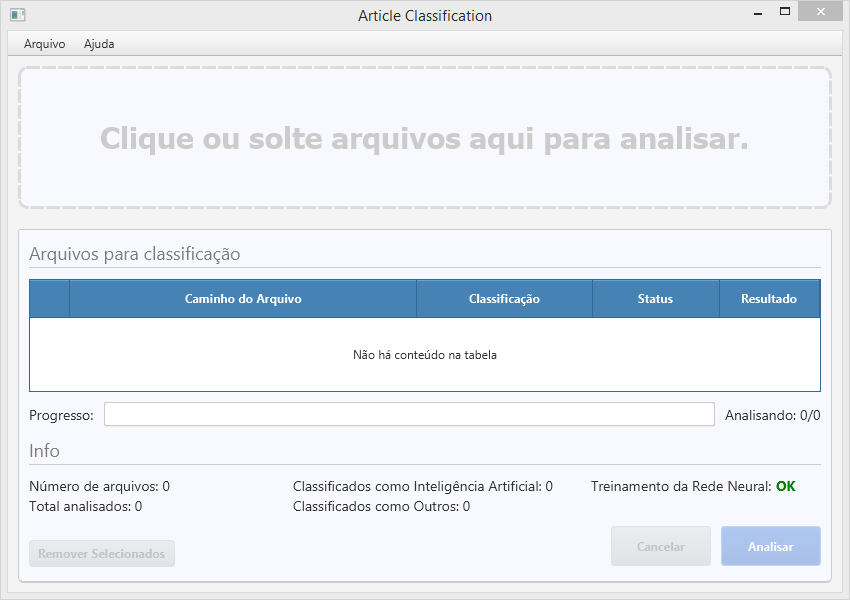 Article Classification
Arquivo Ajuda
Clique ou solte arquivos aqui para analisar.
Arquivos para classificação
Caminho do Arquivo Classificação Status Resultado
Não há conteúdo na tabela
Progresso: Analisando: 0/0
Info
Número de arquivos: 0 Classificados como Inteligência Artificial: 0 Treinamento da Rede Neural: OK
Total analisados: 0 Classificados como Outros: 0
Remover Selecionados Cancelar Analisar